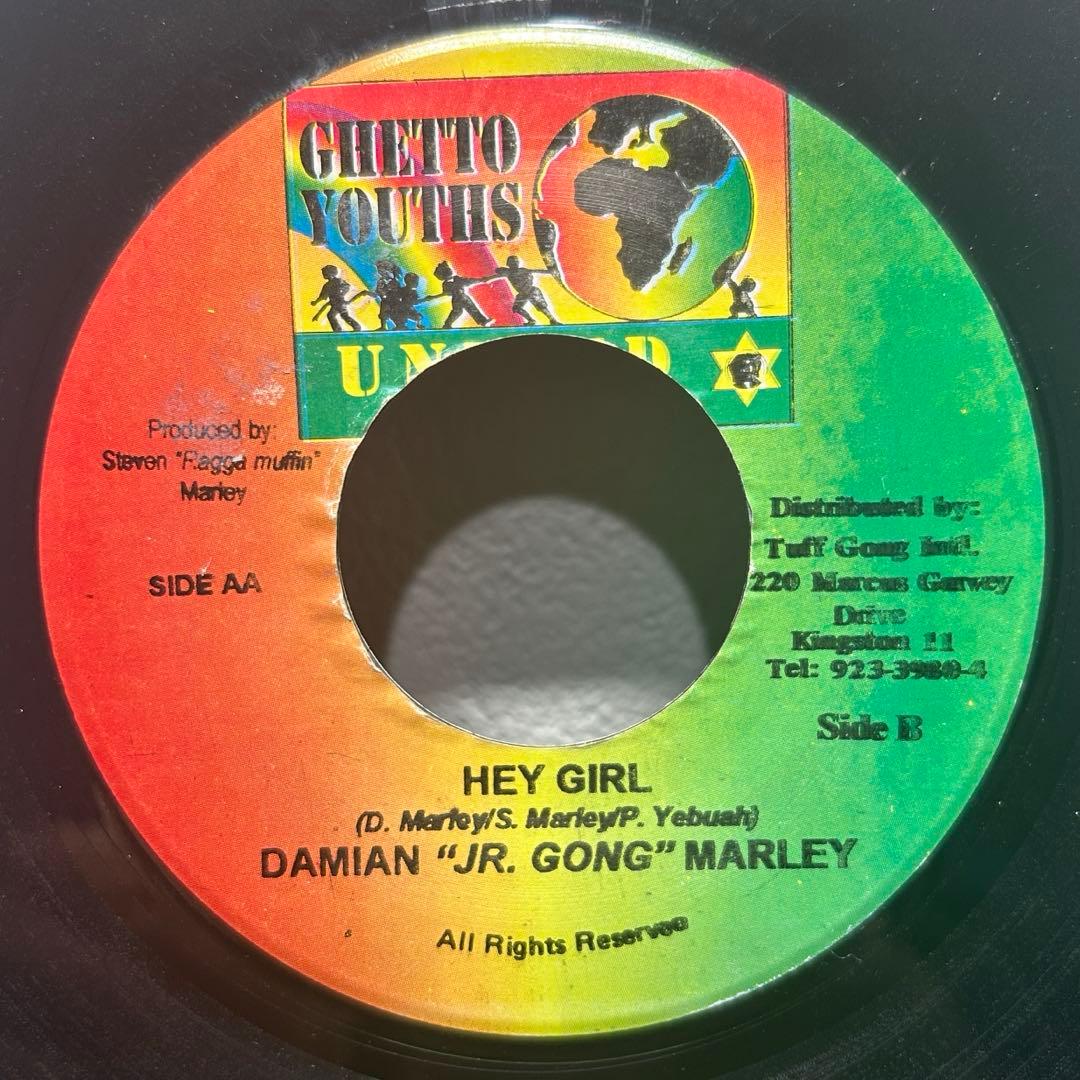 GHETTO
YOUTHS
Produced by:
Steven "Ragga muffin"
Marley
SIDE AA
Distributed by:
Tuff Gong Intl.
220 Marcus Garvey
Drive
Kingston 11
Tel: 923-3980-4
Side B
HEY GIRL
(D. Marley/S. Marley/P. Yebuah)
DAMIAN "JR. GONG" MARLEY
All Rights Reserved